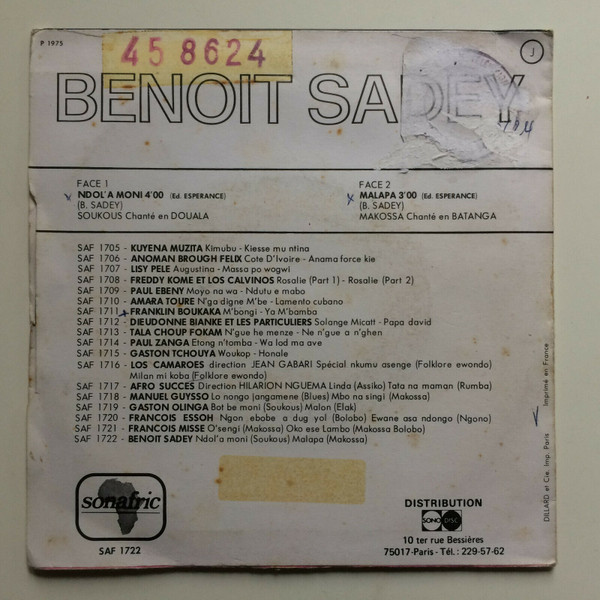 P 1975
45 8624
J
BENOIT SADEY
FACE 1
NDOL'A MONI 4'00 (Ed. ESPERANCE)
(B. SADEY)
SOUKOUS Chanté en DOUALA
FACE 2
MALAPA 3'00 (Ed. ESPERANCE)
(B. SADEY)
MAKOSSA Chanté en BATANGA
SAF 1705 - KUYENA MUZITA Kimubu - Kiesse mu ntina
SAF 1706 - ANOMAN BROUGH FELIX Cote D'Ivoire - Anama force kie
SAF 1707 - LISY PELE Augustina - Massa po wogwi
SAF 1708 - FREDDY KOME ET LOS CALVINOS Rosalie (Part 1) - Rosalie (Part 2)
SAF 1709 - PAUL EBENY Moyo na wa - Ndutu e mabo
SAF 1710 - AMARA TOURE N'ga digne M'be - Lamento cubano
SAF 1711 - FRANKLIN BOUKAKA M'bongi - Ya M'bamba
SAF 1712 - DIEUDONNE BIANKE ET LES PARTICULIERS Solange Micatt - Papa david
SAF 1713 - TALA CHOUP FOKAM N'gue he menze - Ne n'gue a n'ghen
SAF 1714 - PAUL ZANGA Etong n'tomba - Wa lod ma ave
SAF 1715 - GASTON TCHOUYA Woukop - Honale
SAF 1716 - LOS CAMAROES direction JEAN GABARI Spécial nkumu asenge (Folklore ewondo)
Milan mi koba (Folklore ewondo)
SAF 1717 - AFRO SUCCES Direction HILARION NGUEMA Linda (Assiko) Tata na maman (Rumba)
SAF 1718 - MANUEL GUYSSO Lo nongo jangamene (Blues) Mbo na singi (Makossa)
SAF 1719 - GASTON OLINGA Bot be moni (Soukous) Malon (Elak)
SAF 1720 - FRANCOIS ESSOH Ngon ebobe a dug yol (Bolobo) Ewane asa ndongo (Ngono)
SAF 1721 - FRANCOIS MISSE O'sengi (Makossa) Oko ese Lambo (Makossa Bolobo)
SAF 1722 - BENOIT SADEY Ndol'a moni (Soukous) Malapa (Makossa)
sonafric
SAF 1722
DISTRIBUTION
SONO DISC
10 ter rue Bessières
75017-Paris - Tél.: 229-57-62
DILLARD et Cie. Imp. Paris
Imprimé en France